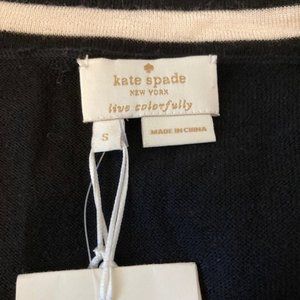 kate spade
NEW YORK
live colorfully
S
MADE IN CHINA